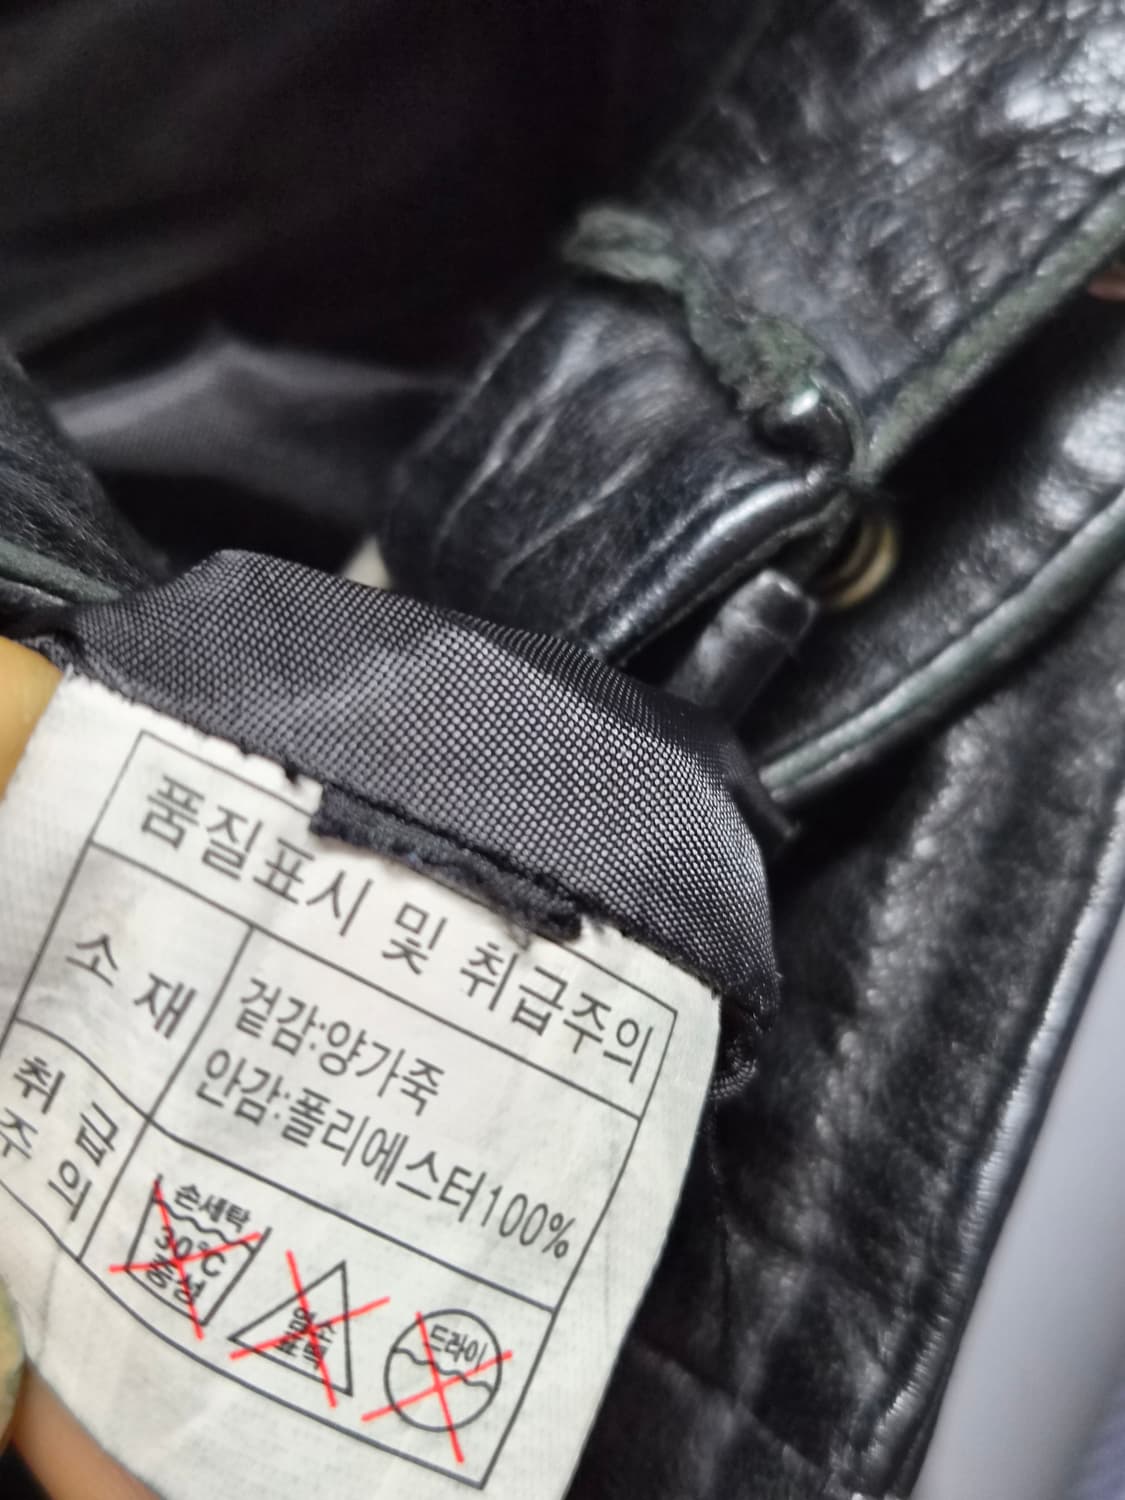 품질표시 및 취급주의
소 재
겉감:양가죽
안감:폴리에스터100%
취 급
주 의
손세탁
30℃
중성
염소
표백
드라이